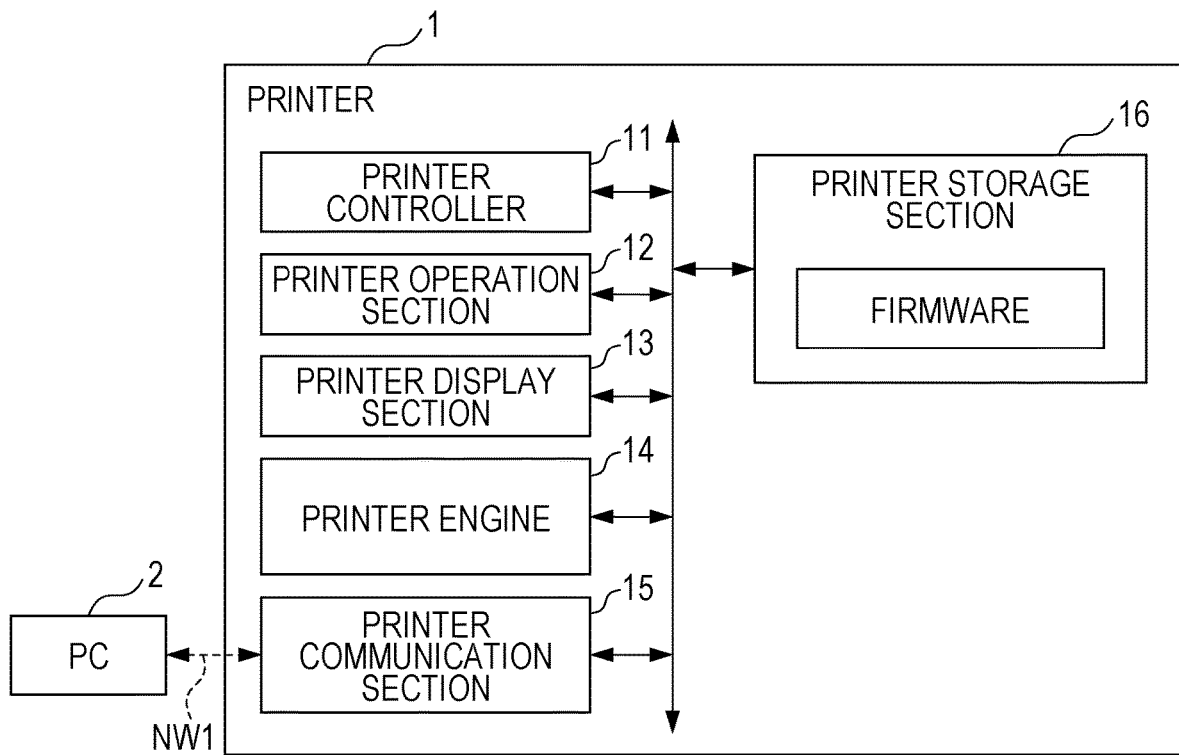 1
PRINTER
11
PRINTER
CONTROLLER
12
PRINTER OPERATION
SECTION
13
PRINTER DISPLAY
SECTION
14
PRINTER ENGINE
15
PRINTER
COMMUNICATION
SECTION
16
PRINTER STORAGE
SECTION
FIRMWARE
2
PC
NW1